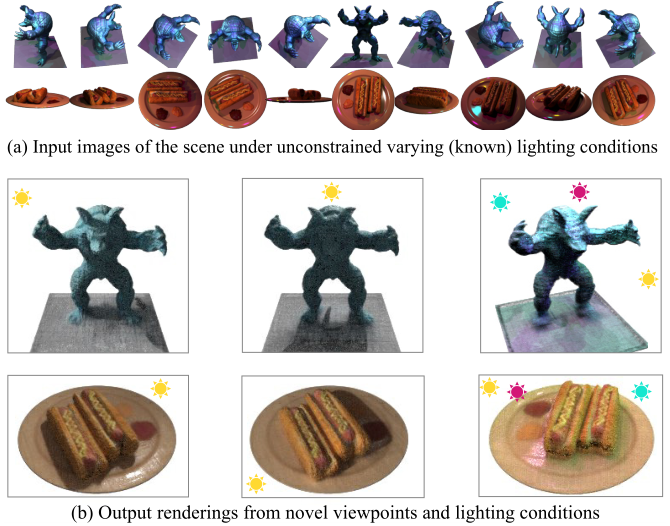 (a) Input images of the scene under unconstrained varying (known) lighting conditions
(b) Output renderings from novel viewpoints and lighting conditions